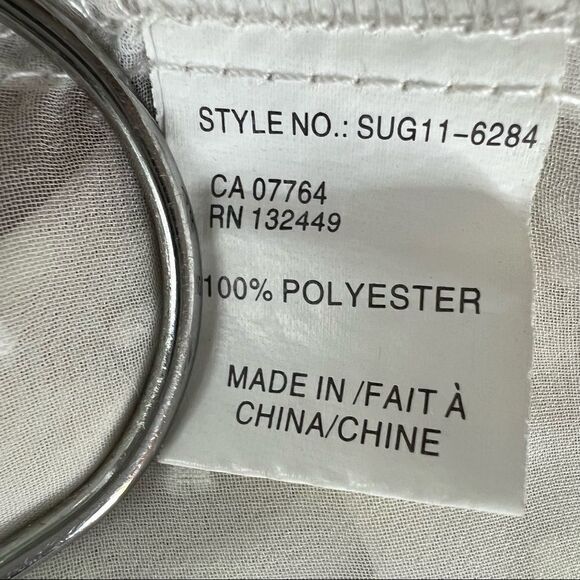 STYLE NO.: SUG11-6284
CA 07764
RN 132449
100% POLYESTER
MADE IN /FAIT À
CHINA/CHINE